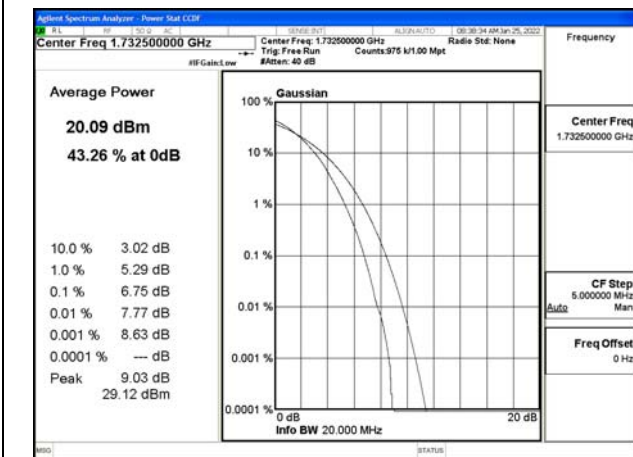 Agilent Spectrum Analyzer - Power Stat CCDF
RL RF 50 Ω AC SENSE:INT ALIGN AUTO 08:38:34 AM Jan 25, 2022
Center Freq 1.732500000 GHz
Center Freq: 1.732500000 GHz Radio Std: None
Trig: Free Run Counts:975 k/1.00 Mpt
#IFGain:Low #Atten: 40 dB
Frequency
Average Power
20.09 dBm
43.26 % at 0dB
10.0 % 3.02 dB
1.0 % 5.29 dB
0.1 % 6.75 dB
0.01 % 7.77 dB
0.001 % 8.63 dB
0.0001 % --- dB
Peak 9.03 dB
29.12 dBm
Gaussian
100 %
10 %
1 %
0.1 %
0.01 %
0.001 %
0.0001 %
0 dB 20 dB
Info BW 20.000 MHz
Center Freq
1.732500000 GHz
CF Step
5.000000 MHz
Auto Man
Freq Offset
0 Hz
MSG STATUS